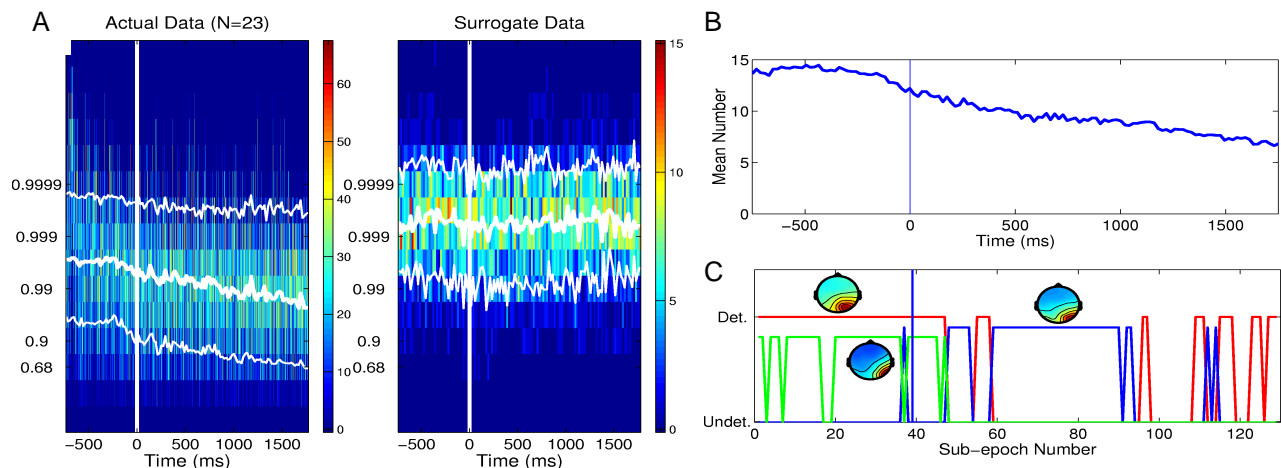 A
Actual Data (N=23)
0.9999
0.999
0.99
0.9
0.68
−500 0 500 1000 1500
Time (ms)
60
50
40
30
20
10
0
Surrogate Data
0.9999
0.999
0.99
0.9
0.68
−500 0 500 1000 1500
Time (ms)
15
10
5
0
B
15
10
5
0
Mean Number
−500 0 500 1000 1500
Time (ms)
C
Det.
Undet.
0 20 40 60 80 100 120
Sub-epoch Number